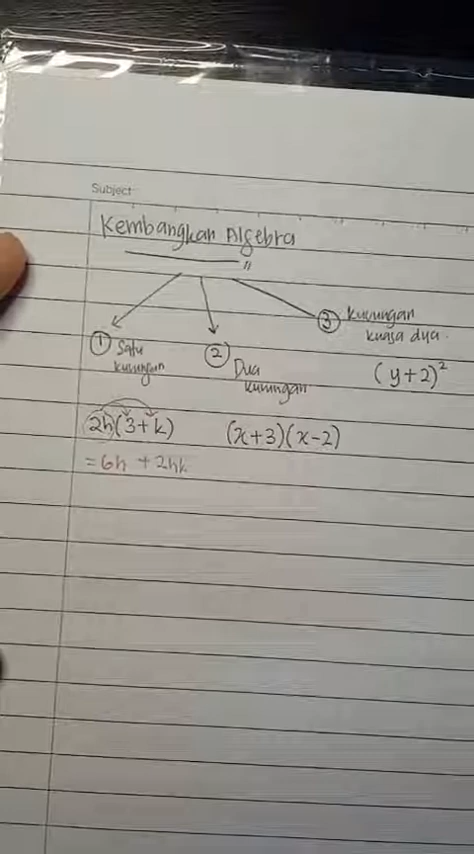 Subject:
Kembangkan Algebra
① Satu
kurungan
2h(3+k)
= 6h + 2hk
② Dua
kurungan
(x+3)(x-2)
③ Kurungan
kuasa dua.
(y+2)²